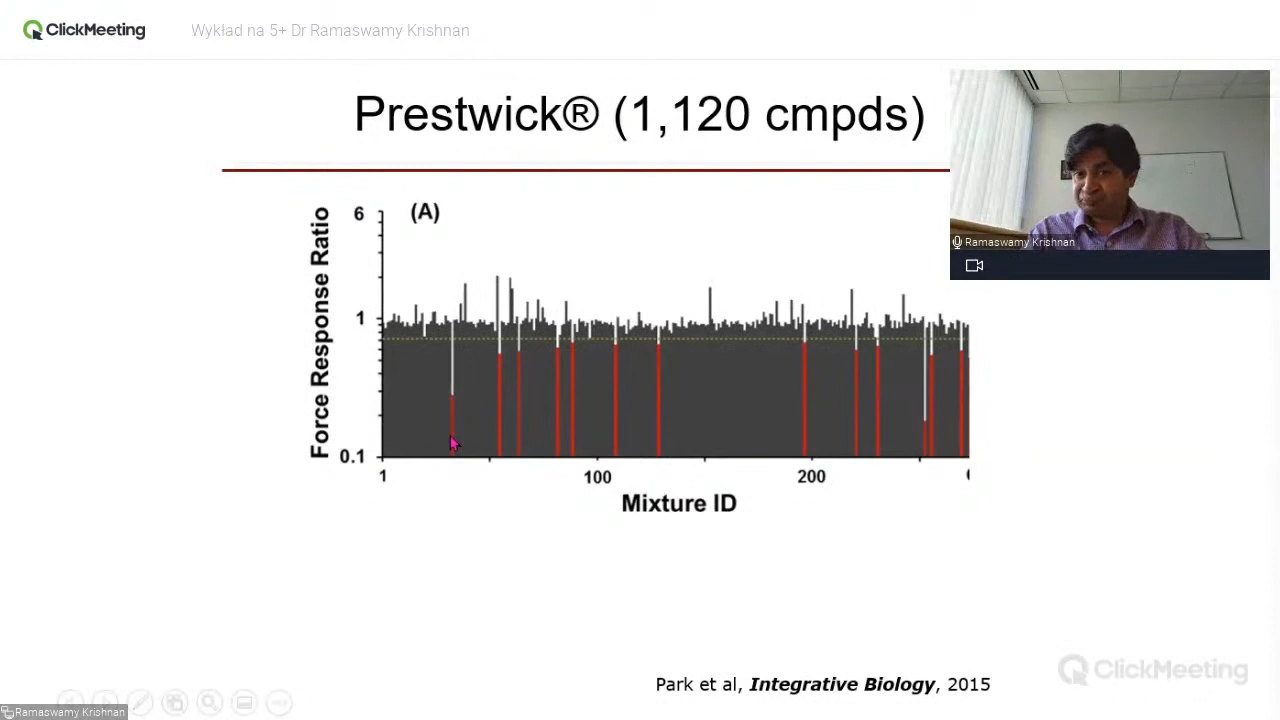 ClickMeeting
Wykład na 5+ Dr Ramaswamy Krishnan
Prestwick® (1,120 cmpds)
Ramaswamy Krishnan
(A)
Force Response Ratio
6
1
0.1
1
100
200
Mixture ID
ClickMeeting
Park et al, Integrative Biology, 2015
Ramaswamy Krishnan